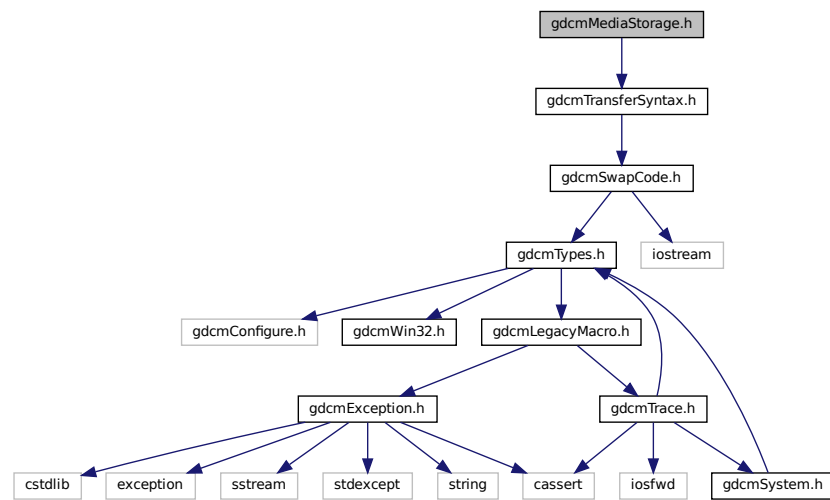 gdcmMediaStorage.h
gdcmTransferSyntax.h
gdcmSwapCode.h
gdcmTypes.h
iostream
gdcmConfigure.h
gdcmWin32.h
gdcmLegacyMacro.h
gdcmException.h
gdcmTrace.h
cstdlib
exception
sstream
stdexcept
string
cassert
iosfwd
gdcmSystem.h